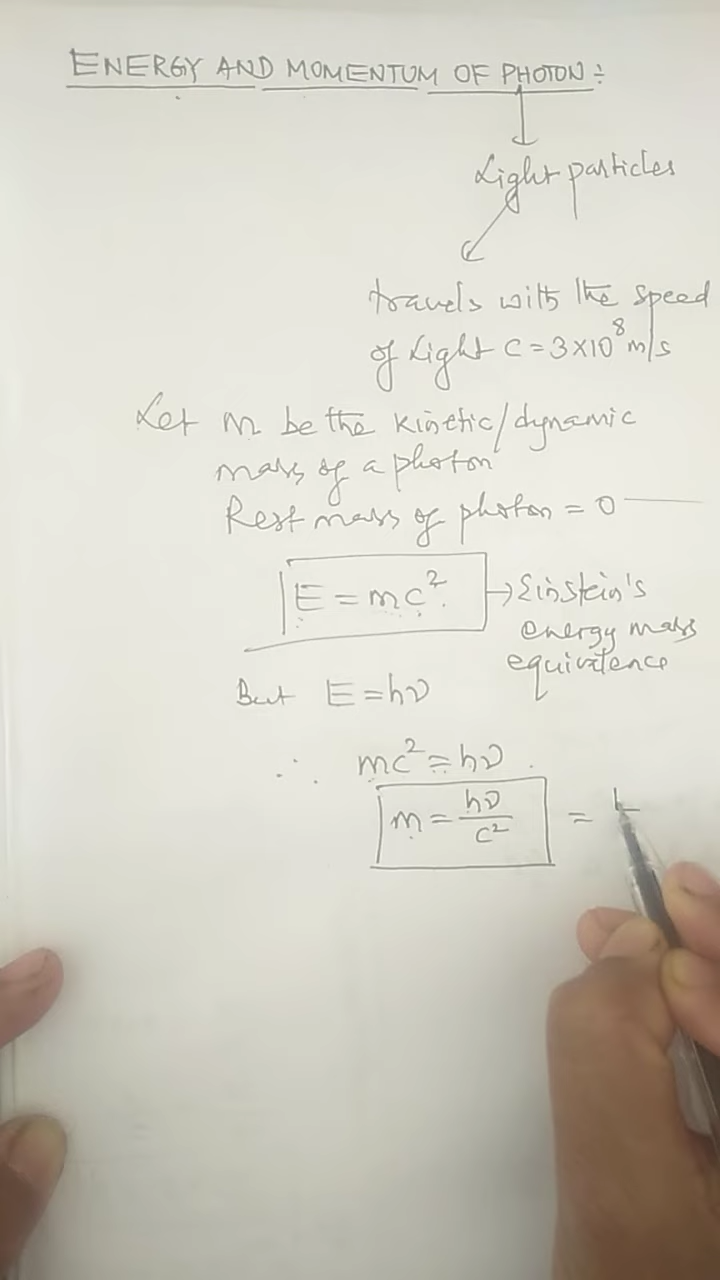 ENERGY AND MOMENTUM OF PHOTON ÷
Light particles
travels with the speed
of Light C = 3×10⁸ m/s
Let m be the kinetic/dynamic
mass of a photon
Rest mass of photon = 0
E = mc² → Einstein's
energy mass
equivalence
But E = hν
∴ mc² = hν
m = hν/c² =